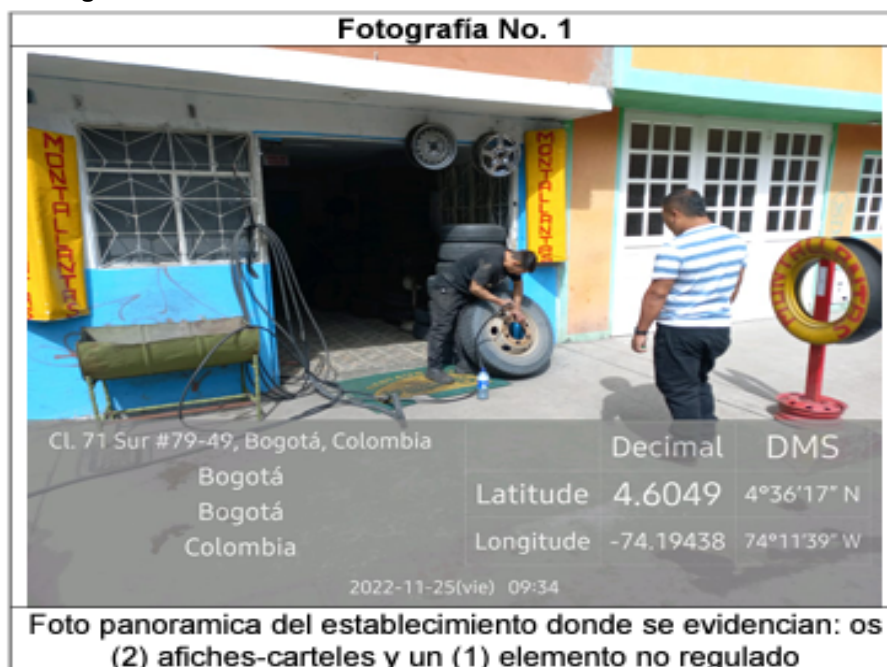 Fotografía No. 1
MONTALLANTAS
MONTALLANTAS
MONTALLANTAS
Cl. 71 Sur #79-49, Bogotá, Colombia
Bogotá
Bogotá
Colombia
Decimal DMS
Latitude 4.6049 4°36'17" N
Longitude -74.19438 74°11'39" W
2022-11-25(vie) 09:34
Foto panoramica del establecimiento donde se evidencian: os
(2) afiches-carteles y un (1) elemento no regulado